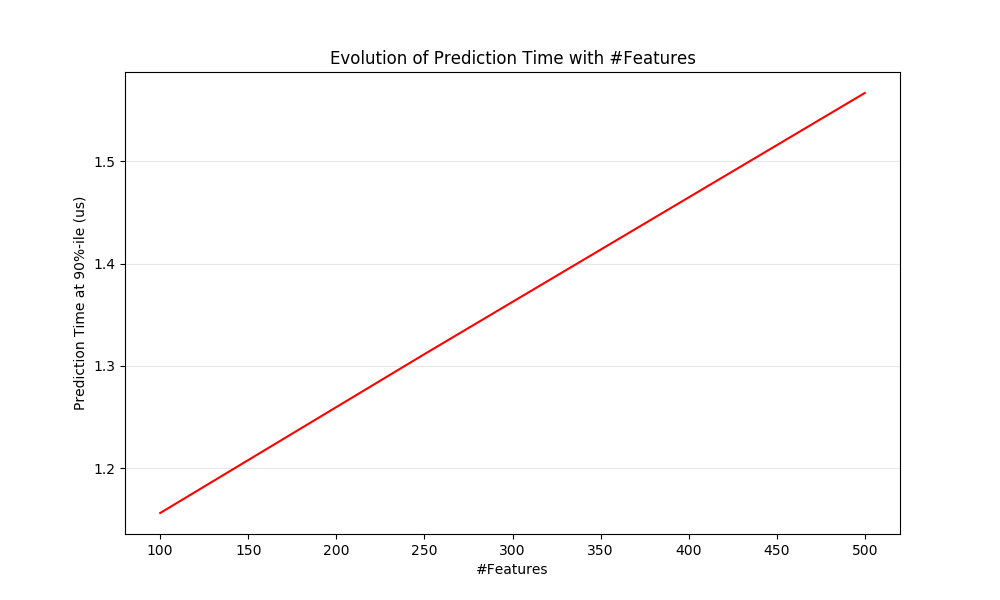 Evolution of Prediction Time with #Features
Prediction Time at 90%-ile (us)
1.5
1.4
1.3
1.2
100 150 200 250 300 350 400 450 500
#Features